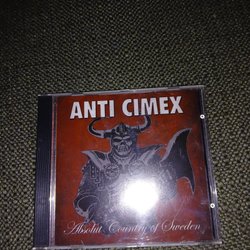 ANTI CIMEX
Absolut Country of Sweden